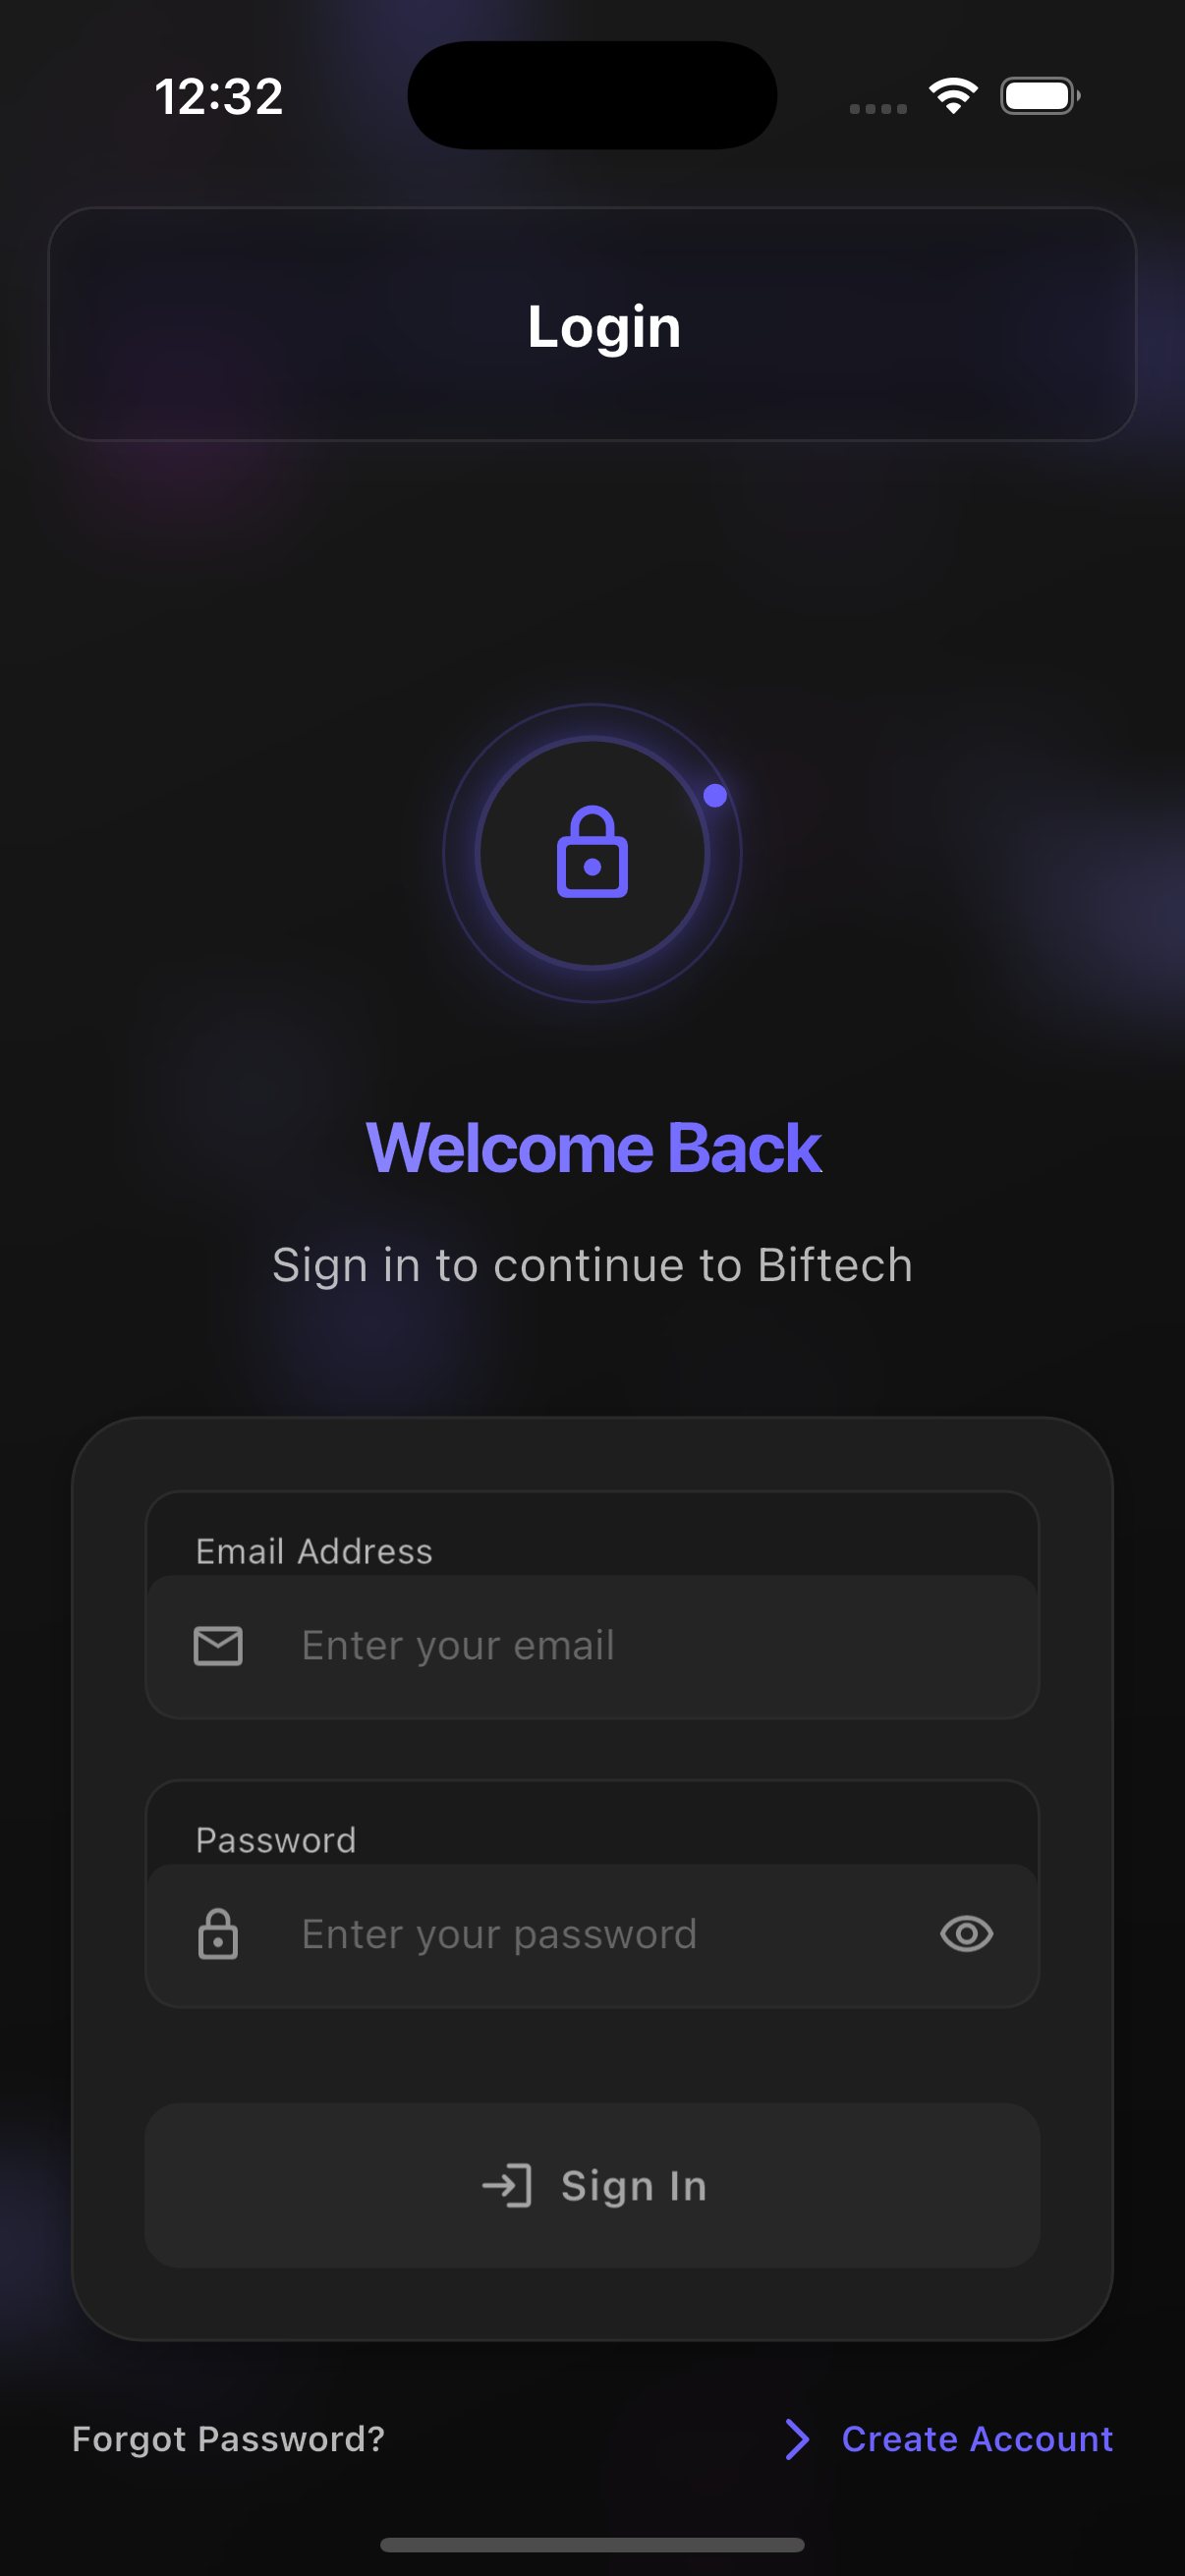 12:32
Login
Welcome Back
Sign in to continue to Biftech
Email Address
Enter your email
Password
Enter your password
Sign In
Forgot Password?
Create Account